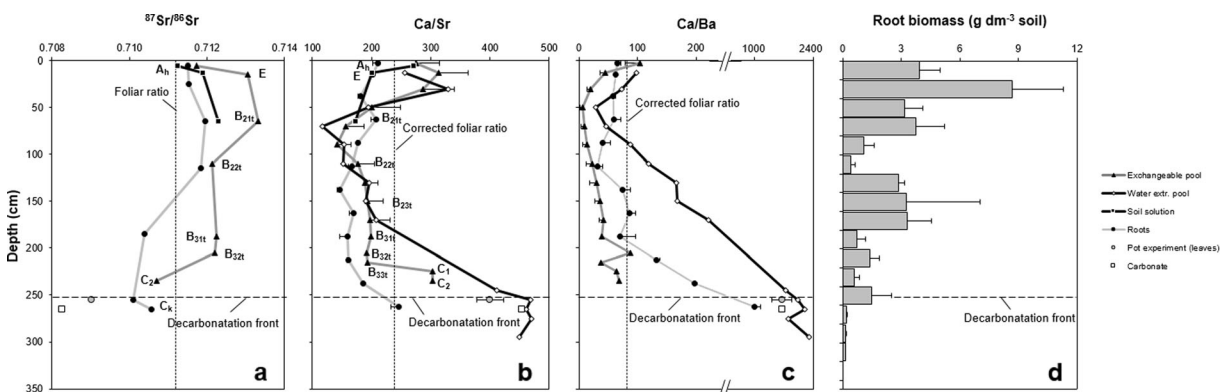 ⁸⁷Sr/⁸⁶Sr
0.708 0.710 0.712 0.714
Depth (cm)
0
50
100
150
200
250
300
350
Ah
E
Foliar ratio
B21t
B22t
B31t
B32t
C2
Ck
Decarbonatation front
a
Ca/Sr
100 200 300 400 500
Ah
E
B21t
Corrected foliar ratio
B22t
B23t
B31t
B32t
B33t
C1
C2
Decarbonatation front
b
Ca/Ba
0 100 200 1000 2400
Corrected foliar ratio
Decarbonatation front
c
Exchangeable pool
Water extr. pool
Soil solution
Roots
Pot experiment (leaves)
Carbonate
Root biomass (g dm⁻³ soil)
0 3 6 9 12
Decarbonatation front
d